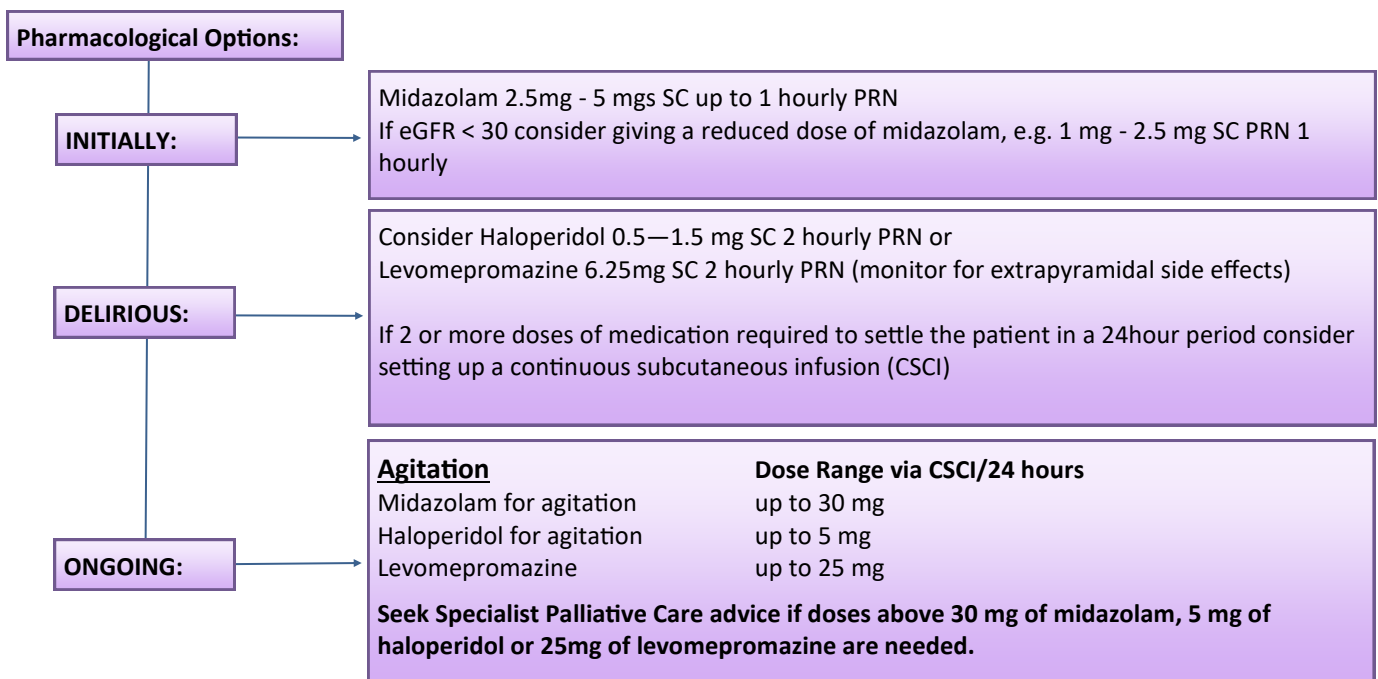 Pharmacological Options:
INITIALLY:
Midazolam 2.5mg - 5 mgs SC up to 1 hourly PRN
If eGFR < 30 consider giving a reduced dose of midazolam, e.g. 1 mg - 2.5 mg SC PRN 1
hourly
DELIRIOUS:
Consider Haloperidol 0.5—1.5 mg SC 2 hourly PRN or
Levomepromazine 6.25mg SC 2 hourly PRN (monitor for extrapyramidal side effects)
If 2 or more doses of medication required to settle the patient in a 24hour period consider
setting up a continuous subcutaneous infusion (CSCI)
ONGOING:
Agitation Dose Range via CSCI/24 hours
Midazolam for agitation up to 30 mg
Haloperidol for agitation up to 5 mg
Levomepromazine up to 25 mg
Seek Specialist Palliative Care advice if doses above 30 mg of midazolam, 5 mg of
haloperidol or 25mg of levomepromazine are needed.